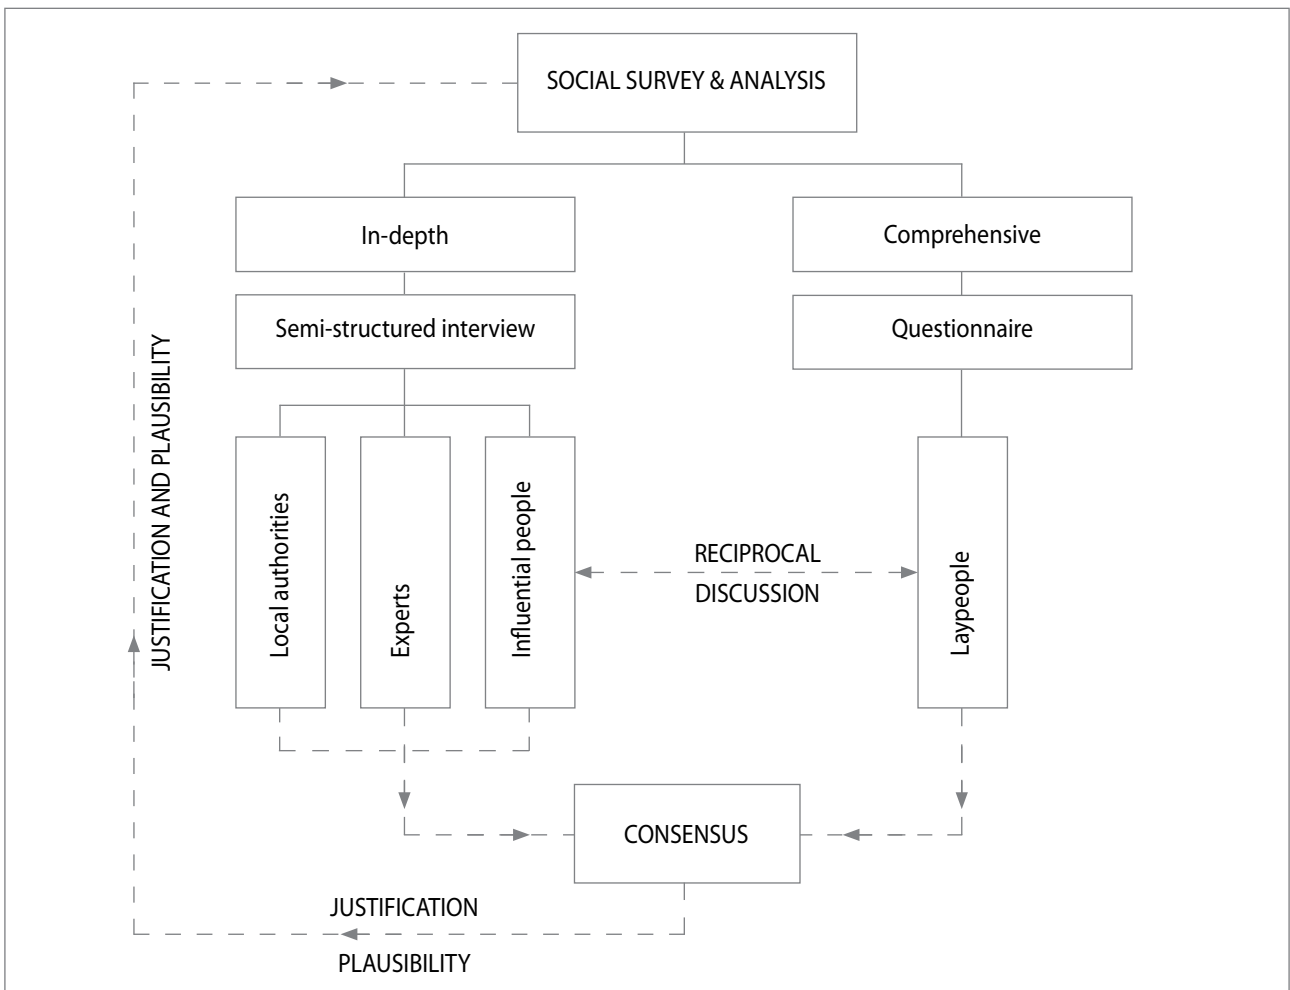 SOCIAL SURVEY & ANALYSIS
In-depth
Comprehensive
Semi-structured interview
Questionnaire
JUSTIFICATION AND PLAUSIBILITY
Local authorities
Experts
Influential people
RECIPROCAL
DISCUSSION
Laypeople
CONSENSUS
JUSTIFICATION
PLAUSIBILITY